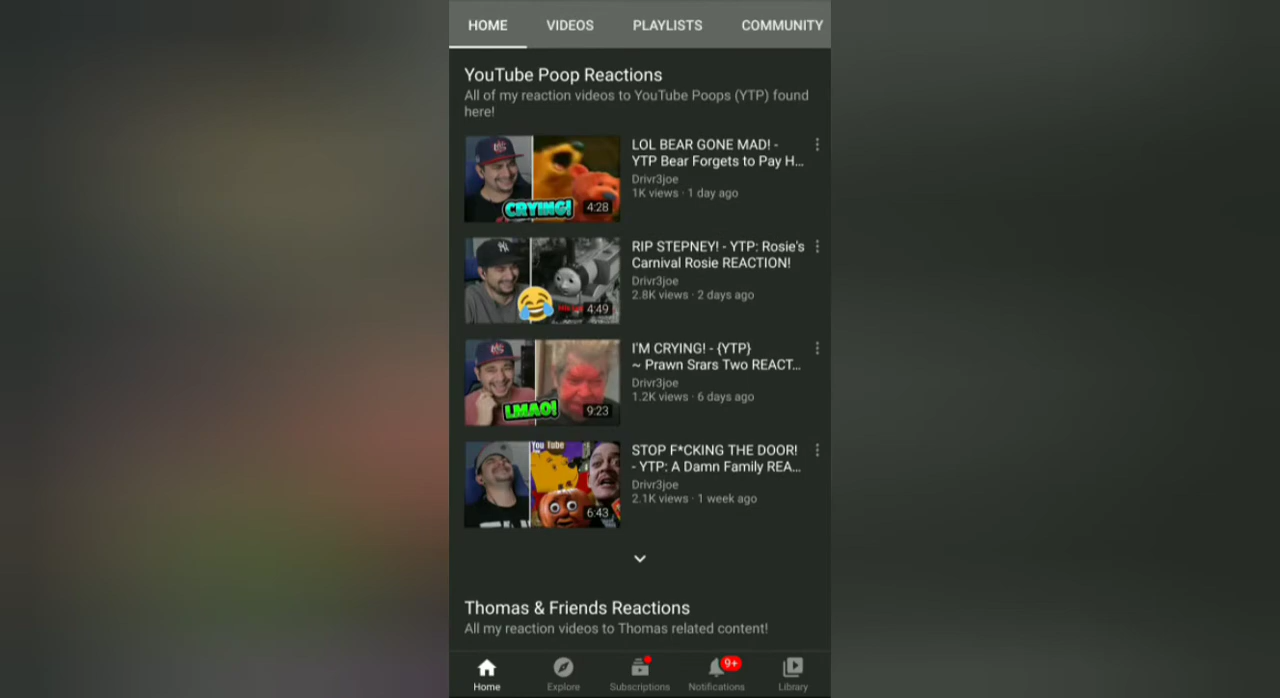 HOME VIDEOS PLAYLISTS COMMUNITY
YouTube Poop Reactions
All of my reaction videos to YouTube Poops (YTP) found
here!
CRYING!
4:28
LOL BEAR GONE MAD! -
YTP Bear Forgets to Pay H...
Drivr3joe
1K views · 1 day ago
4:49
RIP STEPNEY! - YTP: Rosie's
Carnival Rosie REACTION!
Drivr3joe
2.8K views · 2 days ago
LMAO!
9:23
I'M CRYING! - {YTP}
~ Prawn Srars Two REACT...
Drivr3joe
1.2K views · 6 days ago
You Tube
6:43
STOP F*CKING THE DOOR!
- YTP: A Damn Family REA...
Drivr3joe
2.1K views · 1 week ago
Thomas & Friends Reactions
All my reaction videos to Thomas related content!
9+
Home Explore Subscriptions Notifications Library